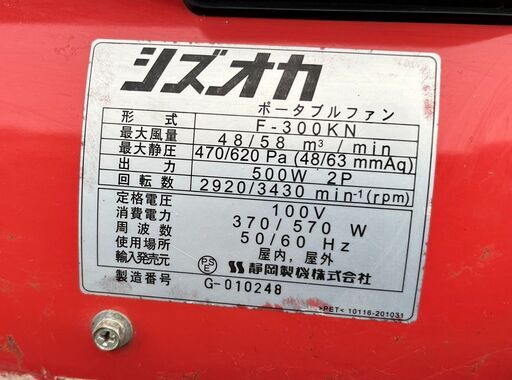 シズオカ
ポータブルファン
形式 F-300KN
最大風量 48/58 m³/min
最大静圧 470/620 Pa (48/63 mmAq)
出力 500W 2P
回転数 2920/3430 min⁻¹(rpm)
定格電圧 100V
消費電力 370/570 W
周波数 50/60 Hz
使用場所 屋内,屋外
輸入発売元 PSE 静岡製機株式会社
製造番号 G-010248
>PET< 10116-201031